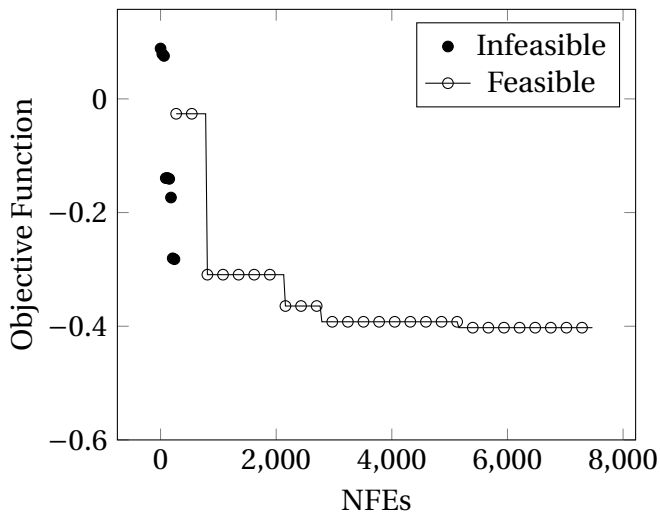 Infeasible
Feasible
0
−0.2
−0.4
−0.6
Objective Function
0
2,000
4,000
6,000
8,000
NFEs